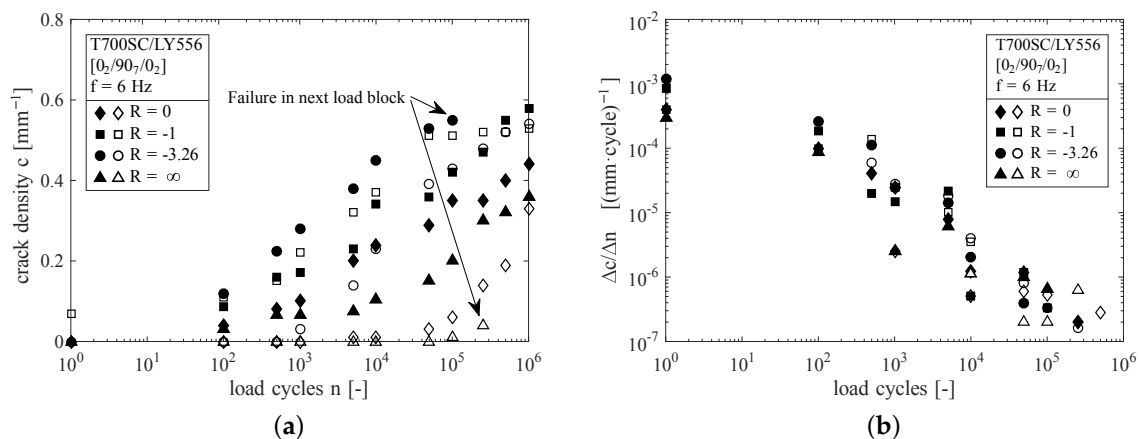 T700SC/LY556
[0₂/90₇/0₂]
f = 6 Hz
R = 0
R = -1
R = -3.26
R = ∞
Failure in next load block
crack density c [mm⁻¹]
0.8
0.6
0.4
0.2
0
10⁰ 10¹ 10² 10³ 10⁴ 10⁵ 10⁶
load cycles n [-]
(a)
T700SC/LY556
[0₂/90₇/0₂]
f = 6 Hz
R = 0
R = -1
R = -3.26
R = ∞
Δc/Δn [(mm·cycle)⁻¹]
10⁻²
10⁻³
10⁻⁴
10⁻⁵
10⁻⁶
10⁻⁷
10⁰ 10¹ 10² 10³ 10⁴ 10⁵ 10⁶
load cycles [-]
(b)